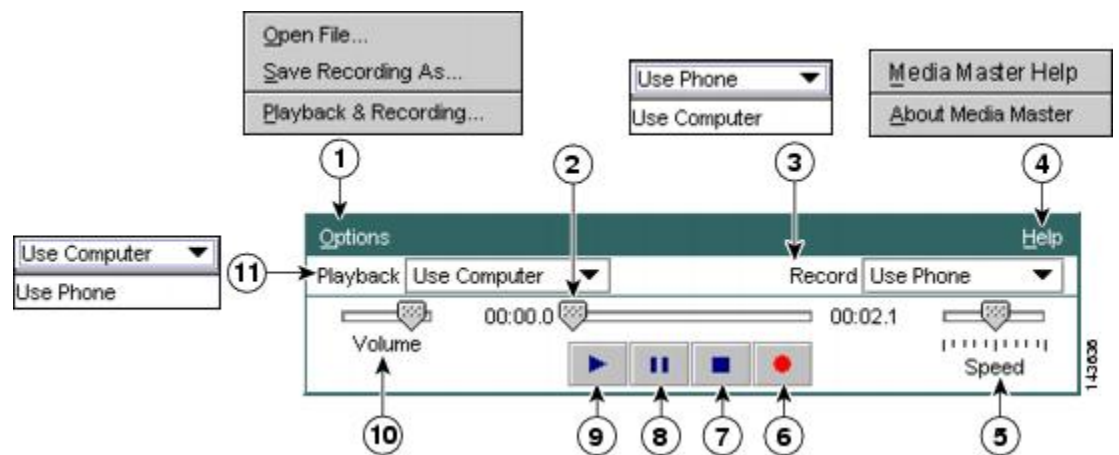 Open File...
Save Recording As...
Playback & Recording...
Use Phone
Use Computer
Media Master Help
About Media Master
1
2
3
4
Options
Help
Use Computer
Use Phone
11
Playback
Use Computer
Record
Use Phone
00:00.0
00:02.1
Volume
Speed
10
9
8
7
6
5
143636